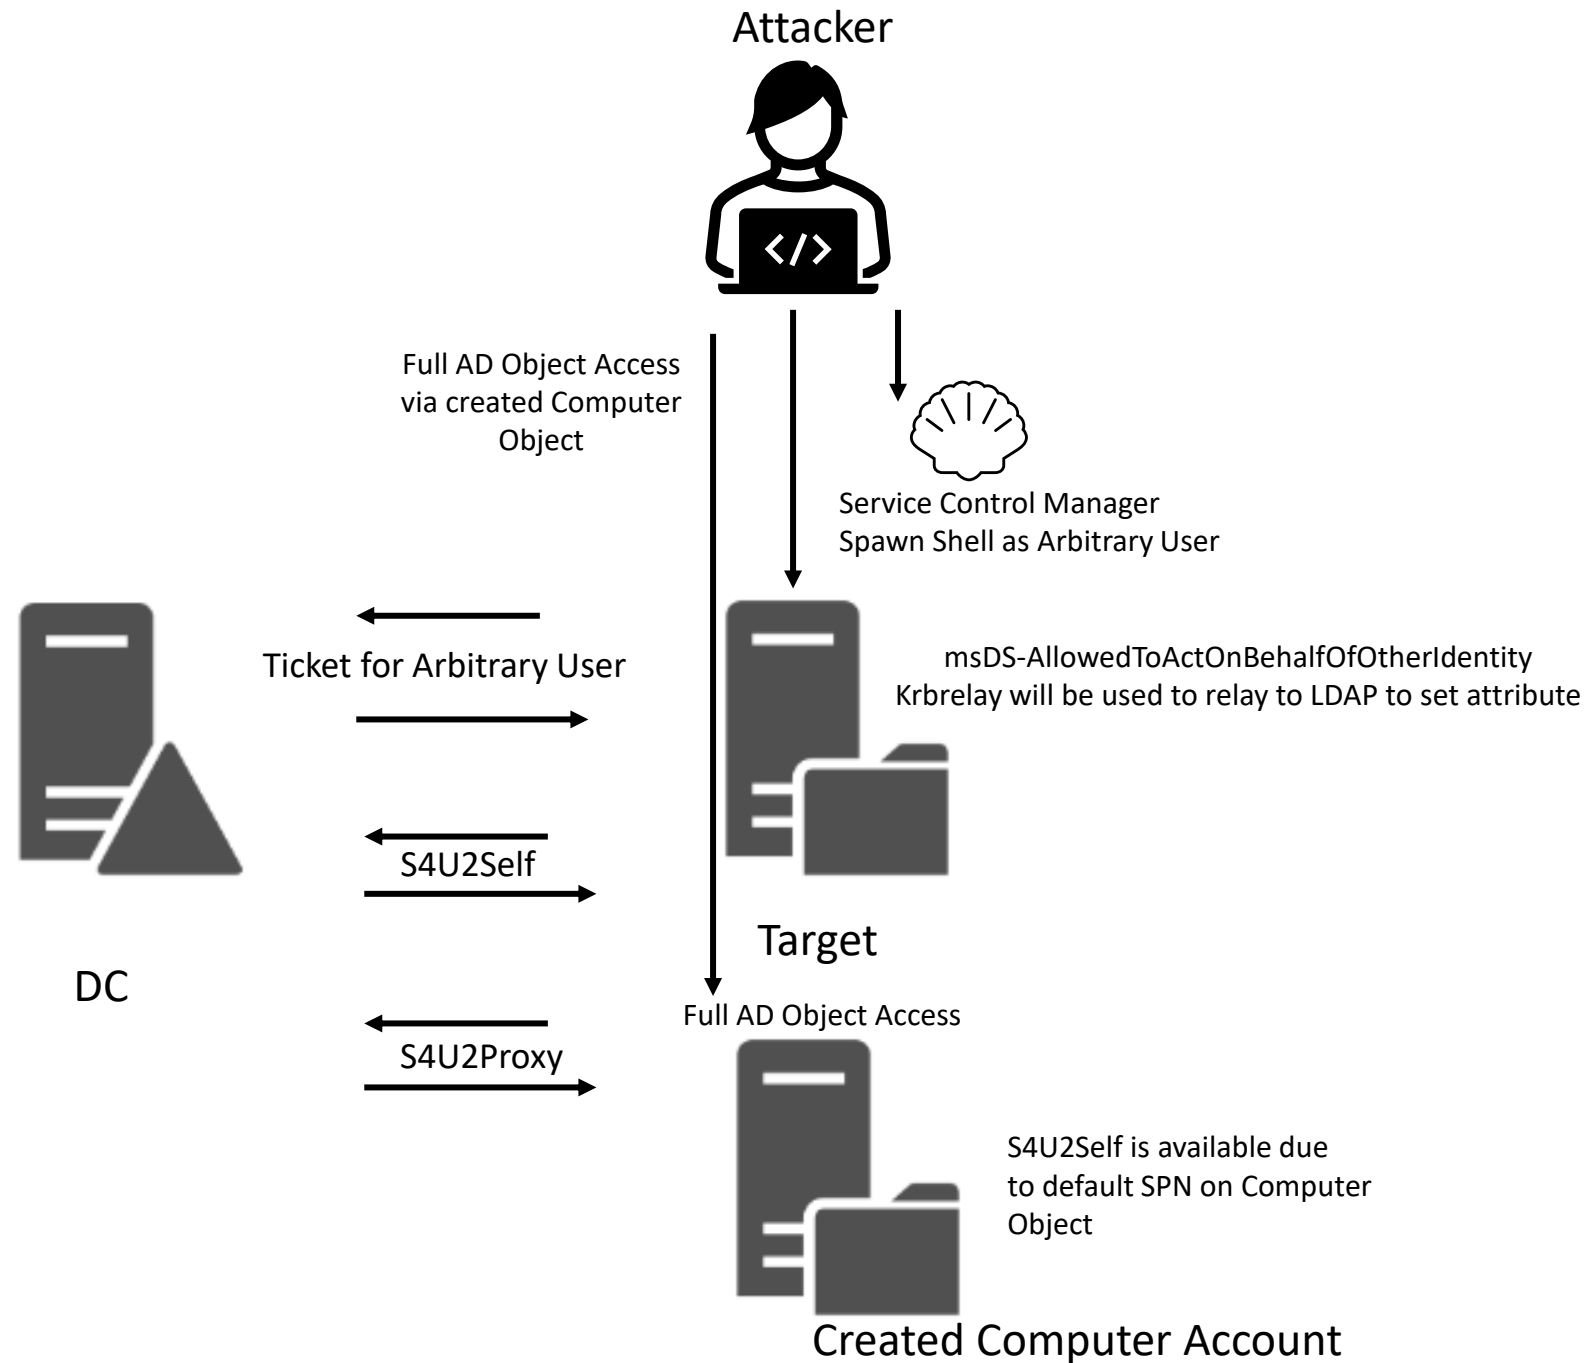 Attacker
</>
Full AD Object Access
via created Computer
Object
Service Control Manager
Spawn Shell as Arbitrary User
Ticket for Arbitrary User
msDS-AllowedToActOnBehalfOfOtherIdentity
Krbrelay will be used to relay to LDAP to set attribute
S4U2Self
Target
DC
Full AD Object Access
S4U2Proxy
S4U2Self is available due
to default SPN on Computer
Object
Created Computer Account